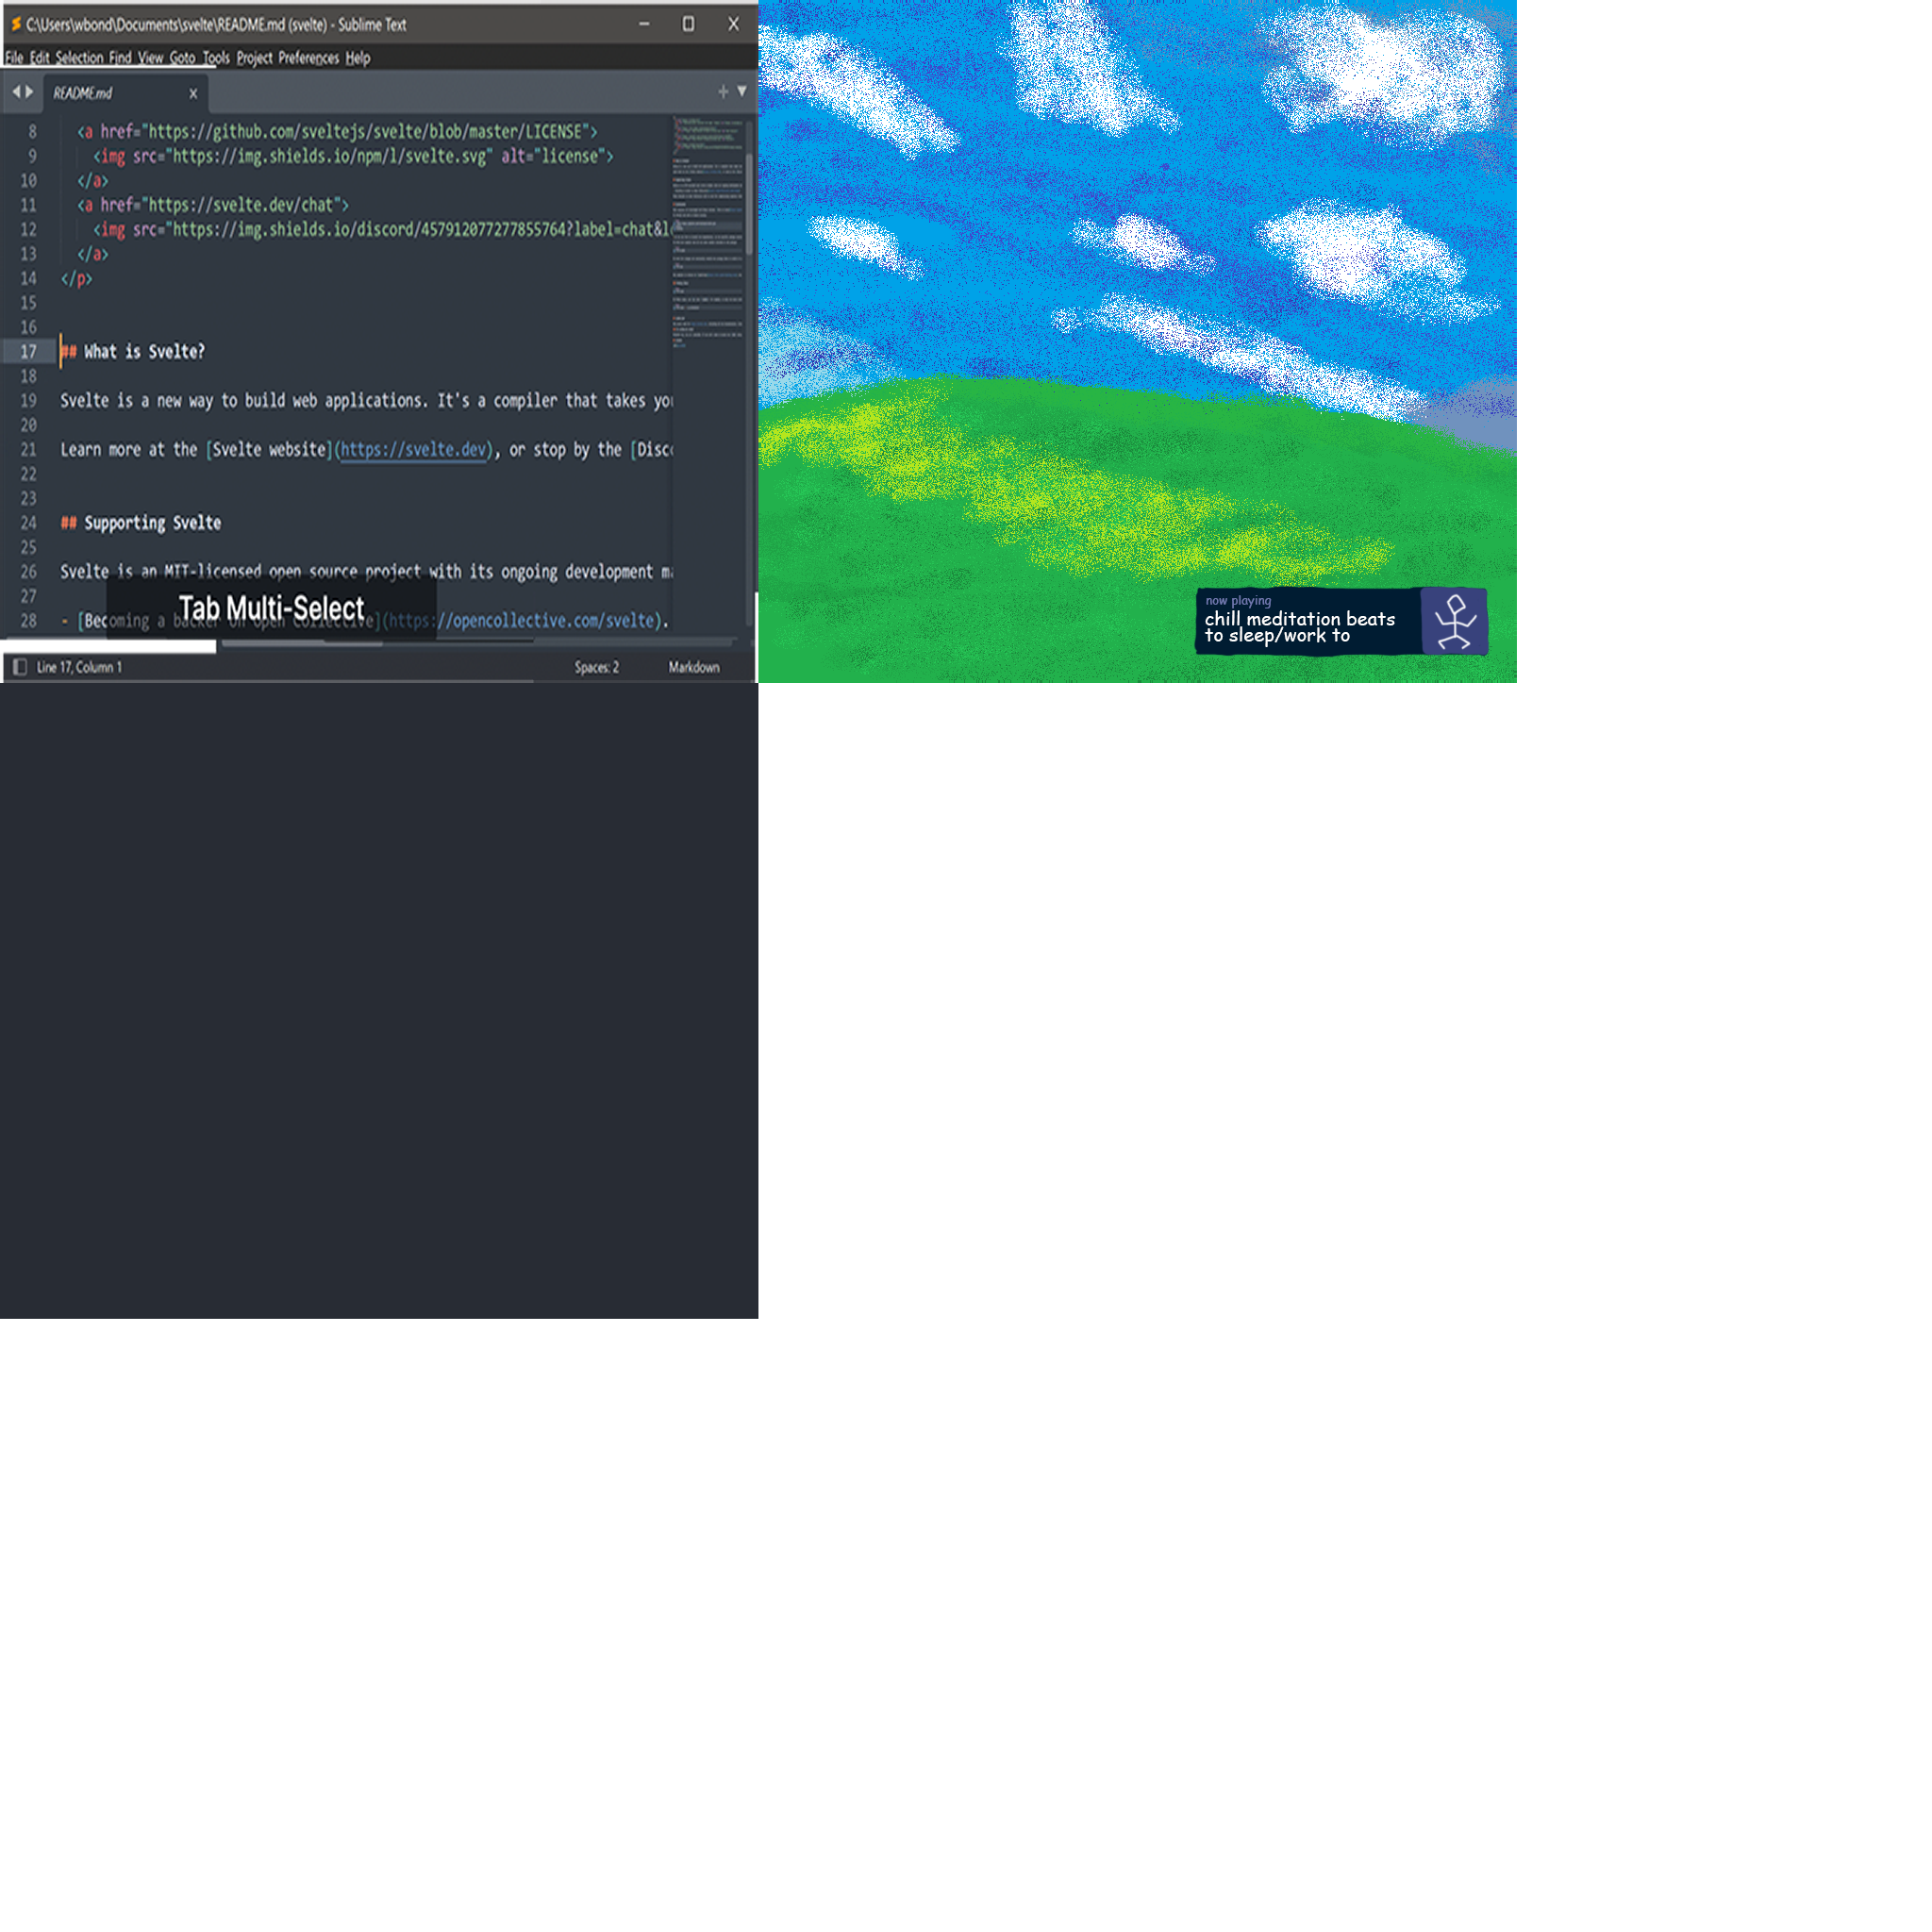 C:\Users\wbond\Documents\svelte\README.md (svelte) - Sublime Text
File Edit Selection Find View Goto Tools Project Preferences Help
README.md x
8 <a href="https://github.com/sveltejs/svelte/blob/master/LICENSE">
9 <img src="https://img.shields.io/npm/l/svelte.svg" alt="license">
10 </a>
11 <a href="https://svelte.dev/chat">
12 <img src="https://img.shields.io/discord/457912077277855764?label=chat&l
13 </a>
14 </p>
15
16
17 ## What is Svelte?
18
19 Svelte is a new way to build web applications. It's a compiler that takes you
20
21 Learn more at the [Svelte website](https://svelte.dev), or stop by the [Disc
22
23
24 ## Supporting Svelte
25
26 Svelte is an MIT-licensed open source project with its ongoing development m
27
Tab Multi-Select
28 - [Becoming a backer on Open Collective](https://opencollective.com/svelte).
Line 17, Column 1 Spaces: 2 Markdown
now playing
chill meditation beats
to sleep/work to